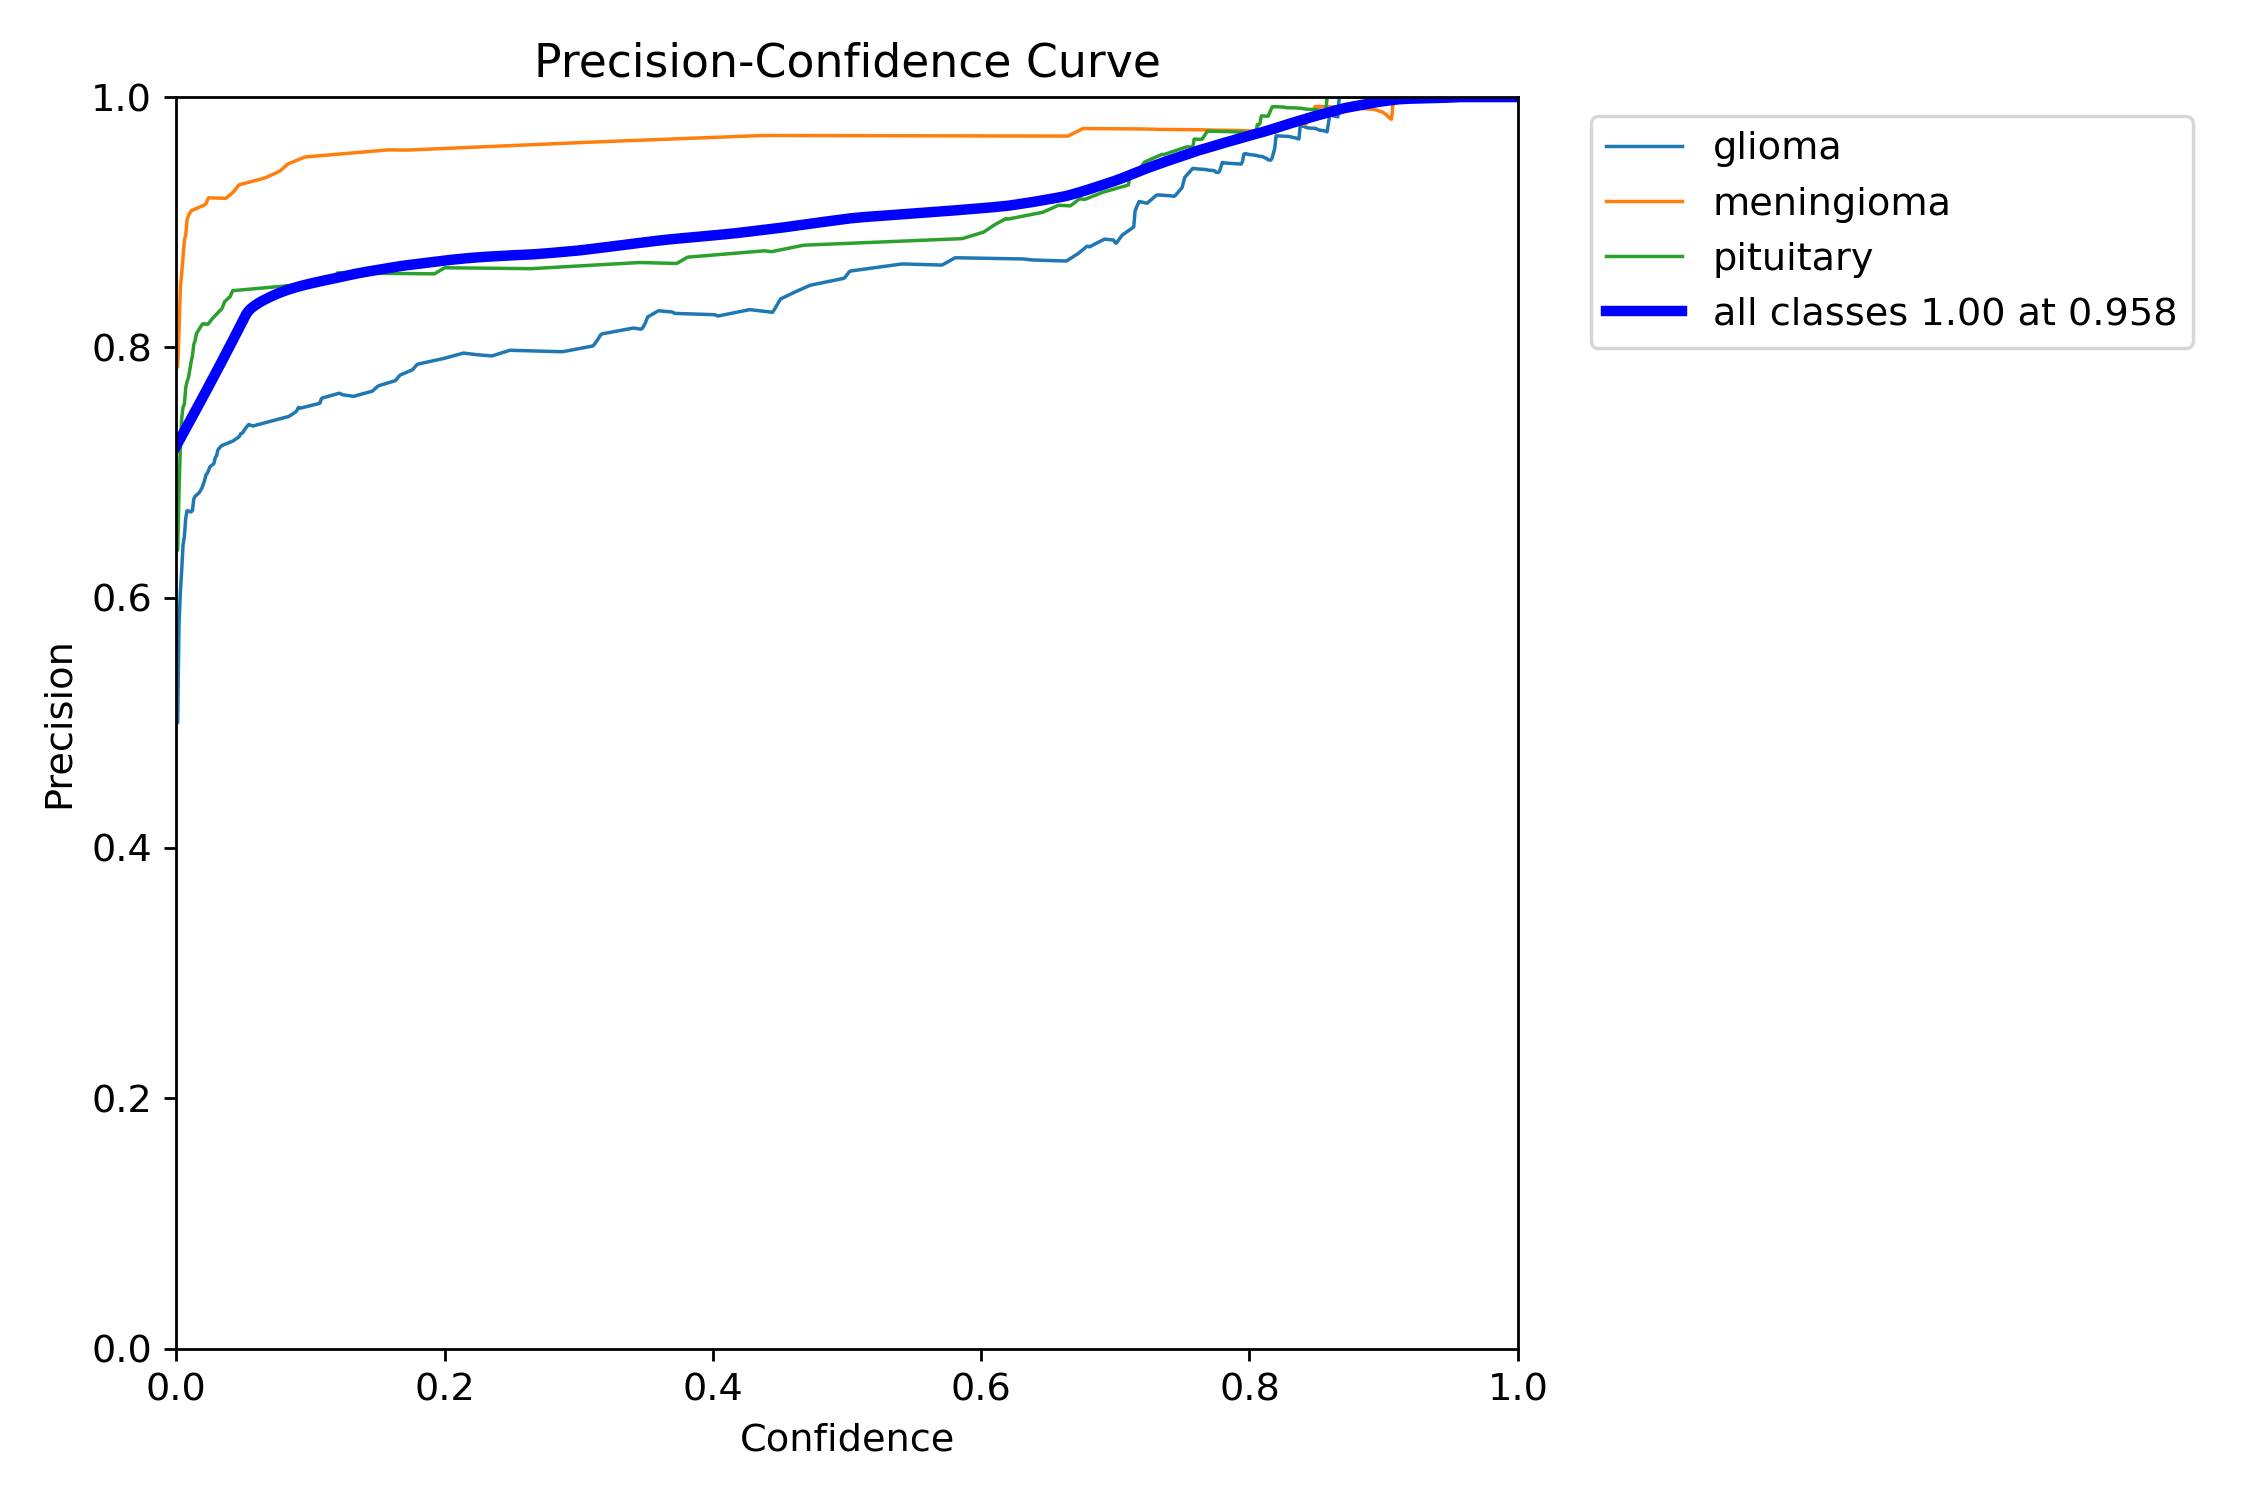 Precision-Confidence Curve
1.0
0.8
0.6
0.4
0.2
0.0
Precision
0.0 0.2 0.4 0.6 0.8 1.0
Confidence
glioma
meningioma
pituitary
all classes 1.00 at 0.958